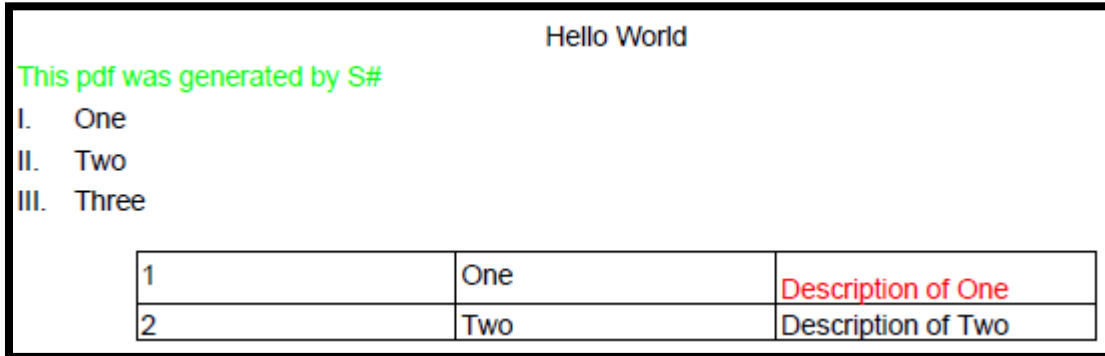 Hello World
This pdf was generated by S#
I. One
II. Two
III. Three
1 One Description of One
2 Two Description of Two